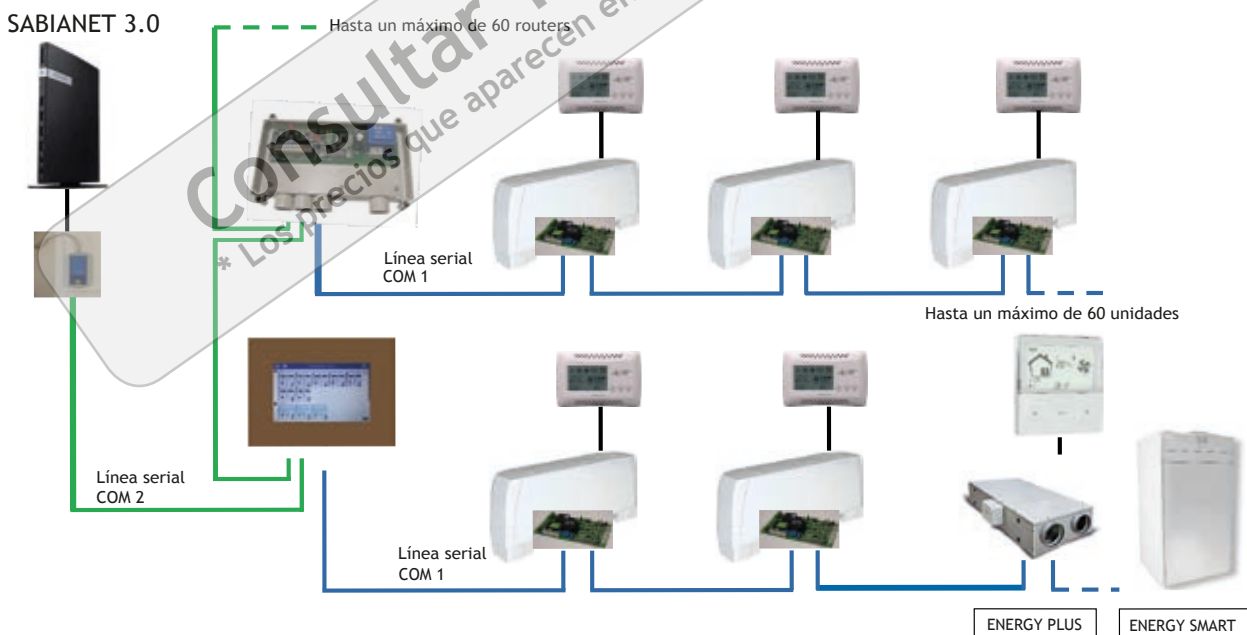 SABIANET 3.0
Hasta un máximo de 60 routers
Consultar
* Los precios que aparecen en
Línea serial
COM 1
Hasta un máximo de 60 unidades
Línea serial
COM 2
Línea serial
COM 1
ENERGY PLUS
ENERGY SMART